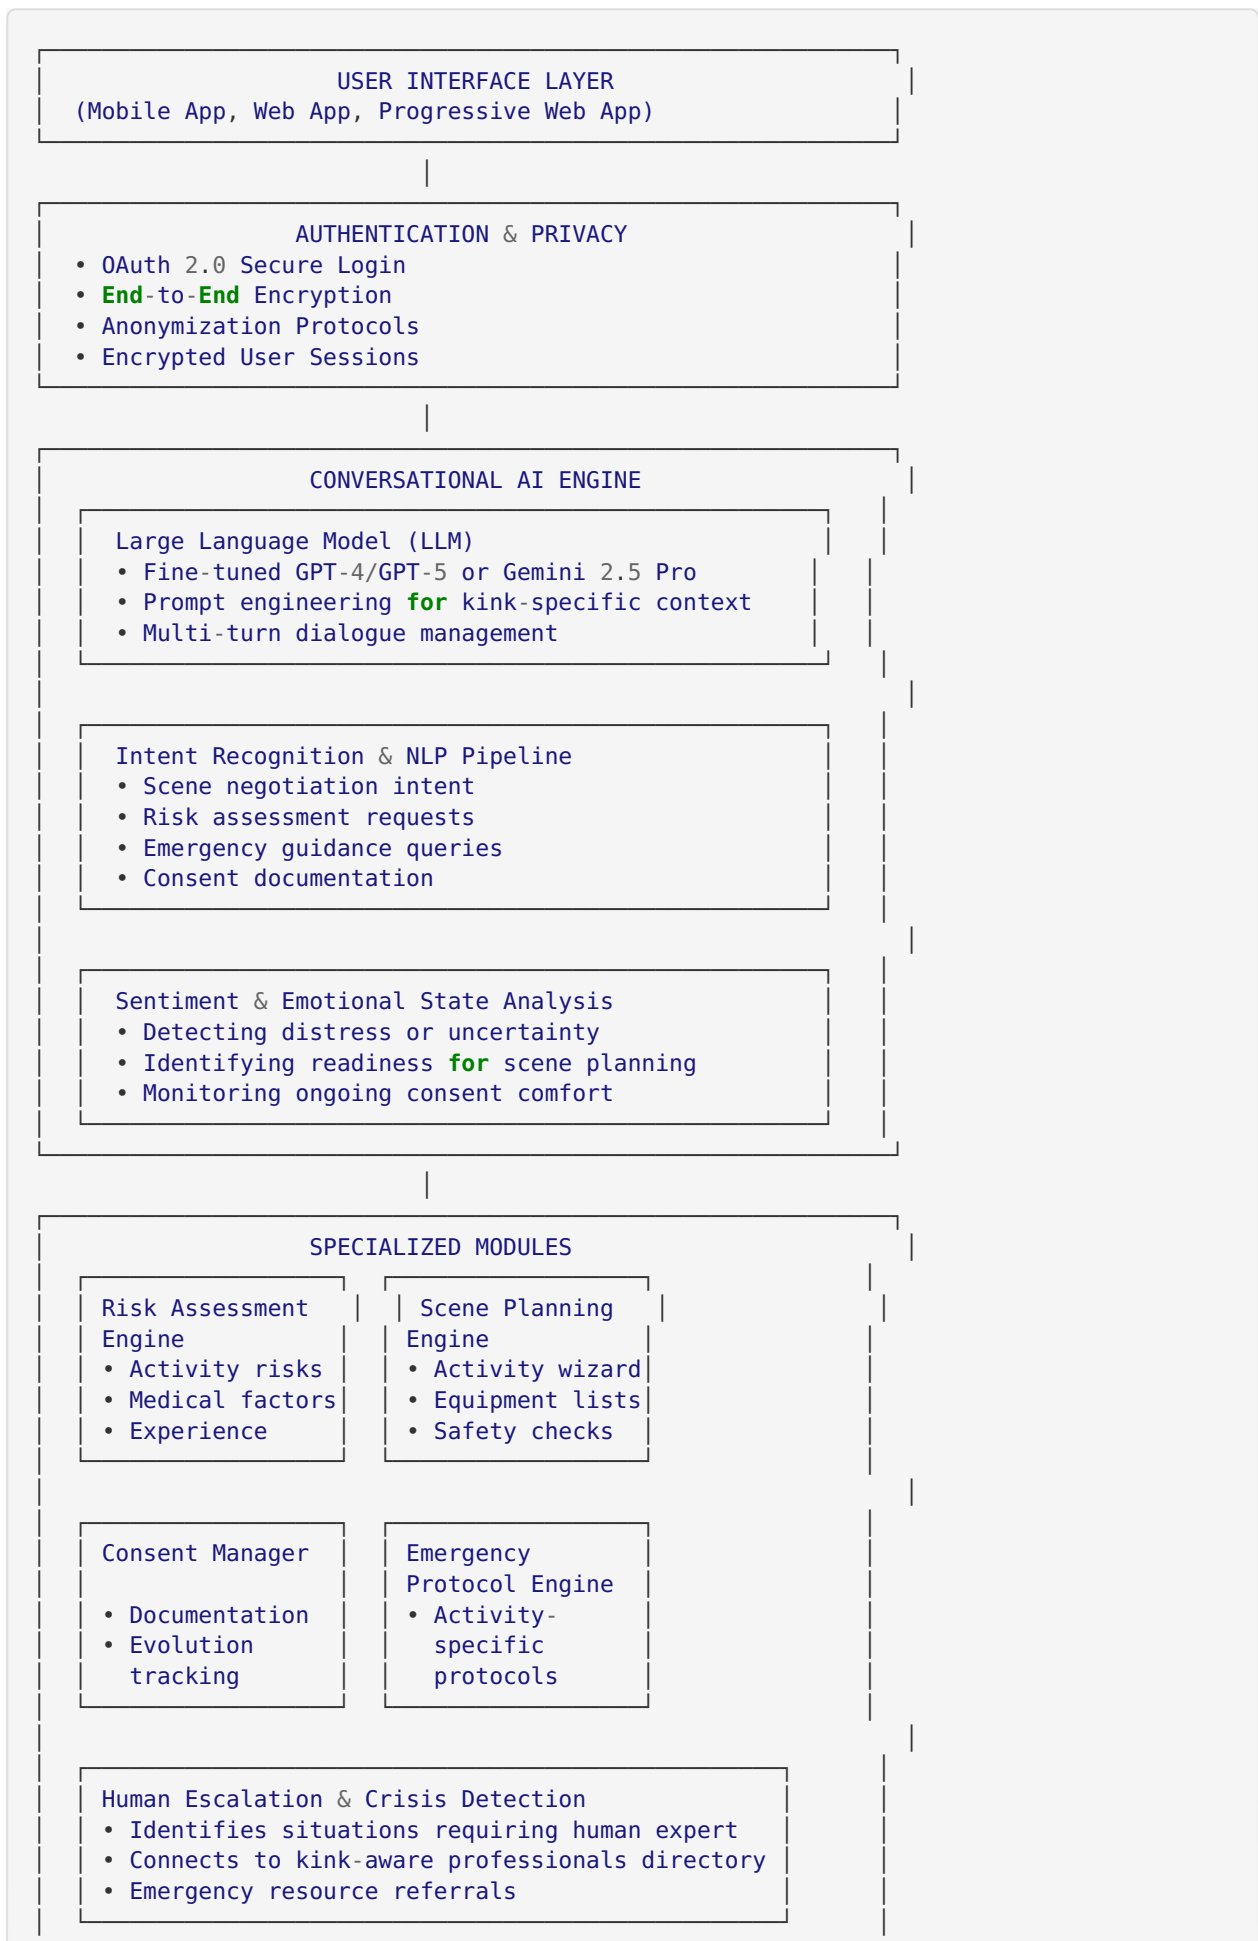 USER INTERFACE LAYER
(Mobile App, Web App, Progressive Web App)
AUTHENTICATION & PRIVACY
• OAuth 2.0 Secure Login
• End-to-End Encryption
• Anonymization Protocols
• Encrypted User Sessions
CONVERSATIONAL AI ENGINE
Large Language Model (LLM)
• Fine-tuned GPT-4/GPT-5 or Gemini 2.5 Pro
• Prompt engineering for kink-specific context
• Multi-turn dialogue management
Intent Recognition & NLP Pipeline
• Scene negotiation intent
• Risk assessment requests
• Emergency guidance queries
• Consent documentation
Sentiment & Emotional State Analysis
• Detecting distress or uncertainty
• Identifying readiness for scene planning
• Monitoring ongoing consent comfort
SPECIALIZED MODULES
Risk Assessment
Engine
• Activity risks
• Medical factors
• Experience
Scene Planning
Engine
• Activity wizard
• Equipment lists
• Safety checks
Consent Manager
• Documentation
• Evolution
tracking
Emergency
Protocol Engine
• Activity-
specific
protocols
Human Escalation & Crisis Detection
• Identifies situations requiring human expert
• Connects to kink-aware professionals directory
• Emergency resource referrals